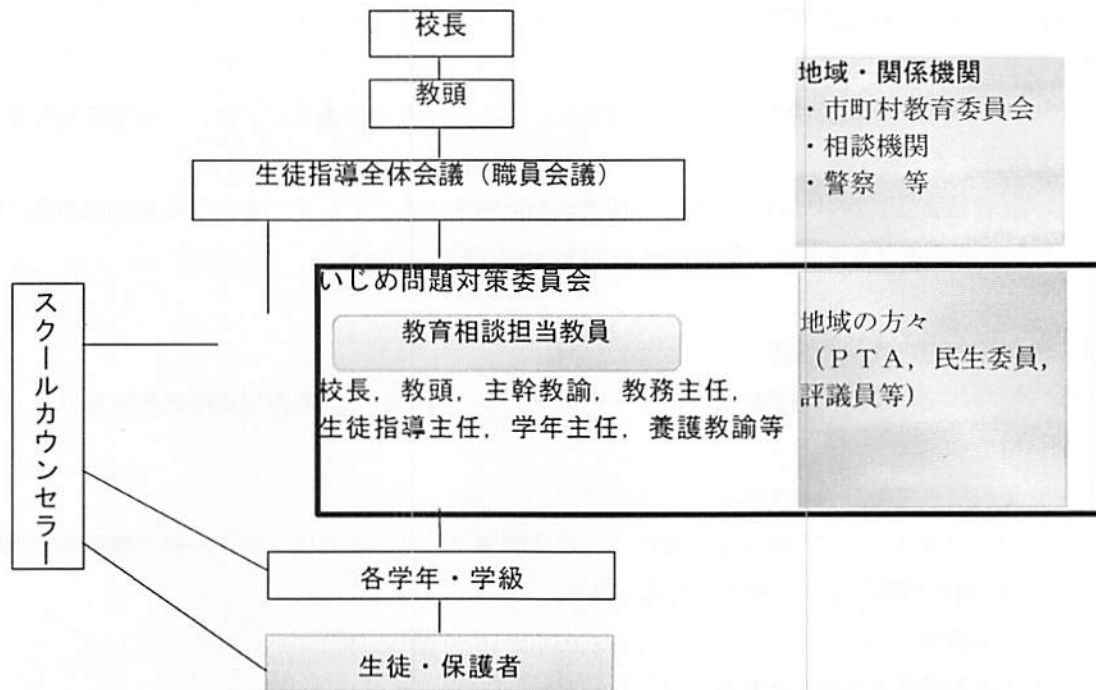 校長
教頭
生徒指導全体会議（職員会議）
地域・関係機関
・市町村教育委員会
・相談機関
・警察　等
スクールカウンセラー
いじめ問題対策委員会
教育相談担当教員
校長，教頭，主幹教諭，教務主任，
生徒指導主任，学年主任，養護教諭等
地域の方々
（ＰＴＡ，民生委員，
評議員等）
各学年・学級
生徒・保護者